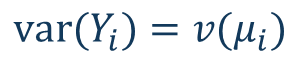 var(Yᵢ) = v(μᵢ)